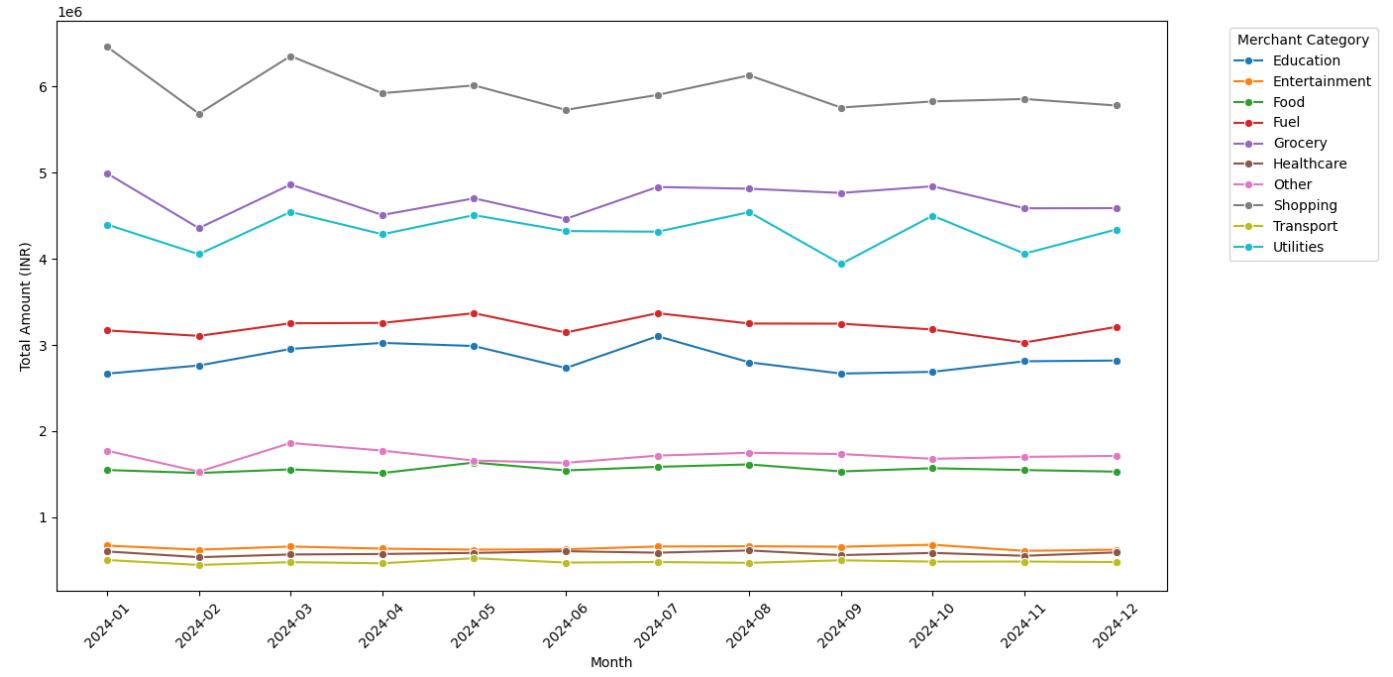 1e6
6
5
4
3
2
1
Total Amount (INR)
2024-01
2024-02
2024-03
2024-04
2024-05
2024-06
2024-07
2024-08
2024-09
2024-10
2024-11
2024-12
Month
Merchant Category
Education
Entertainment
Food
Fuel
Grocery
Healthcare
Other
Shopping
Transport
Utilities